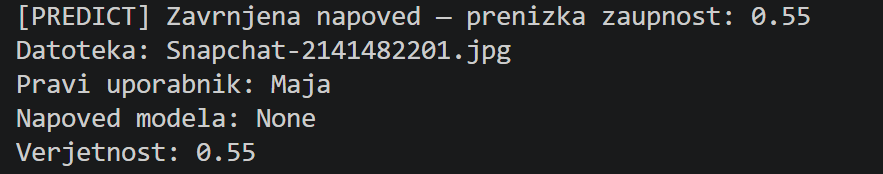 [PREDICT] Zavrnjena napoved — prenizka zaupnost: 0.55
Datoteka: Snapchat-2141482201.jpg
Pravi uporabnik: Maja
Napoved modela: None
Verjetnost: 0.55